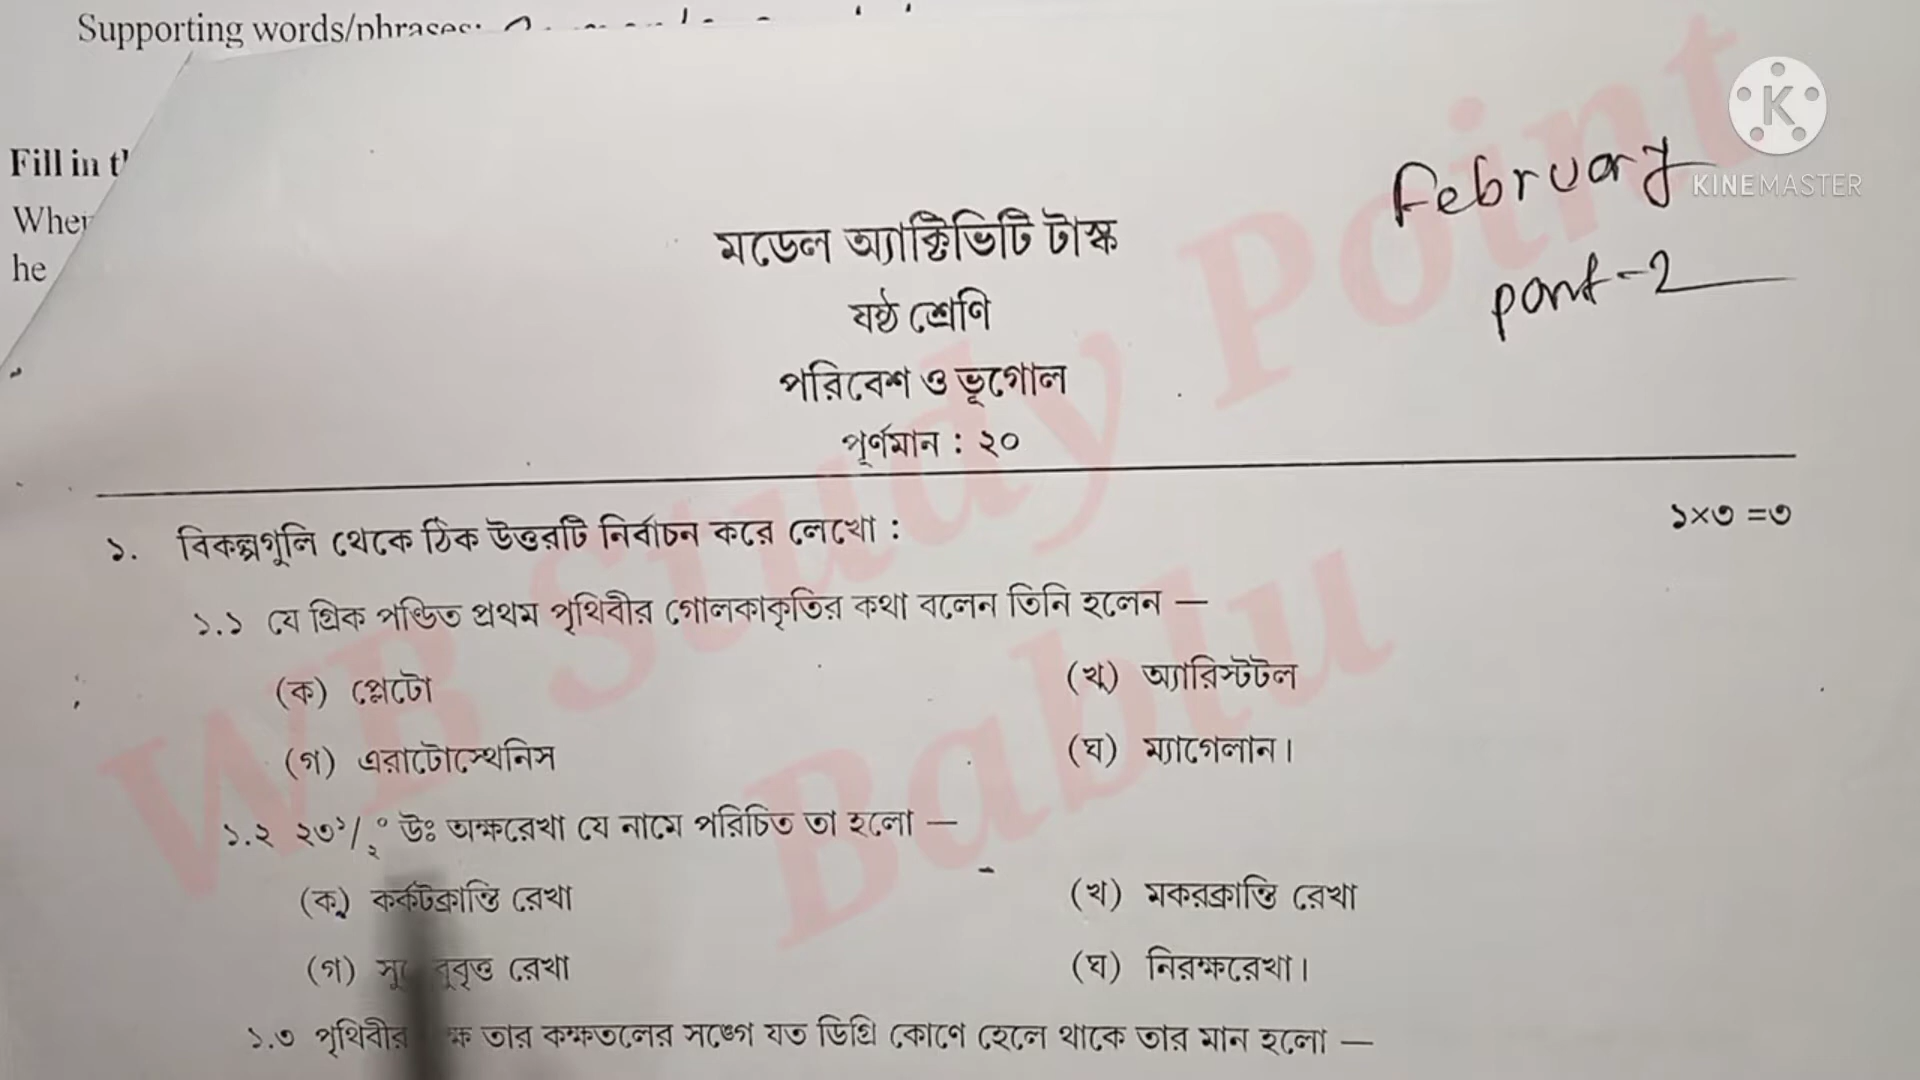 Supporting words/phrases:
Fill in
he
February
part-2
KINEMASTER
মডেল অ্যাক্টিভিটি টাস্ক
ষষ্ঠ শ্রেণি
পরিবেশ ও ভূগোল
পূর্ণমান : ২০
১. বিকল্পগুলি থেকে ঠিক উত্তরটি নির্বাচন করে লেখো : ১×৩ =৩
১.১ যে গ্রিক পণ্ডিত প্রথম পৃথিবীর গোলকাকৃতির কথা বলেন তিনি হলেন —
(ক) প্লেটো (খ) অ্যারিস্টটল
(গ) এরাটোস্থেনিস (ঘ) ম্যাগেলান।
১.২ ২৩১/২° উঃ অক্ষরেখা যে নামে পরিচিত তা হলো —
(ক) কর্কটক্রান্তি রেখা (খ) মকরক্রান্তি রেখা
(গ) রেখা (ঘ) নিরক্ষরেখা।
১.৩ পৃথিবীর তার কক্ষতলের সঙ্গে যত ডিগ্রি কোণে হেলে থাকে তার মান হলো —
WB Study Point
Bablu